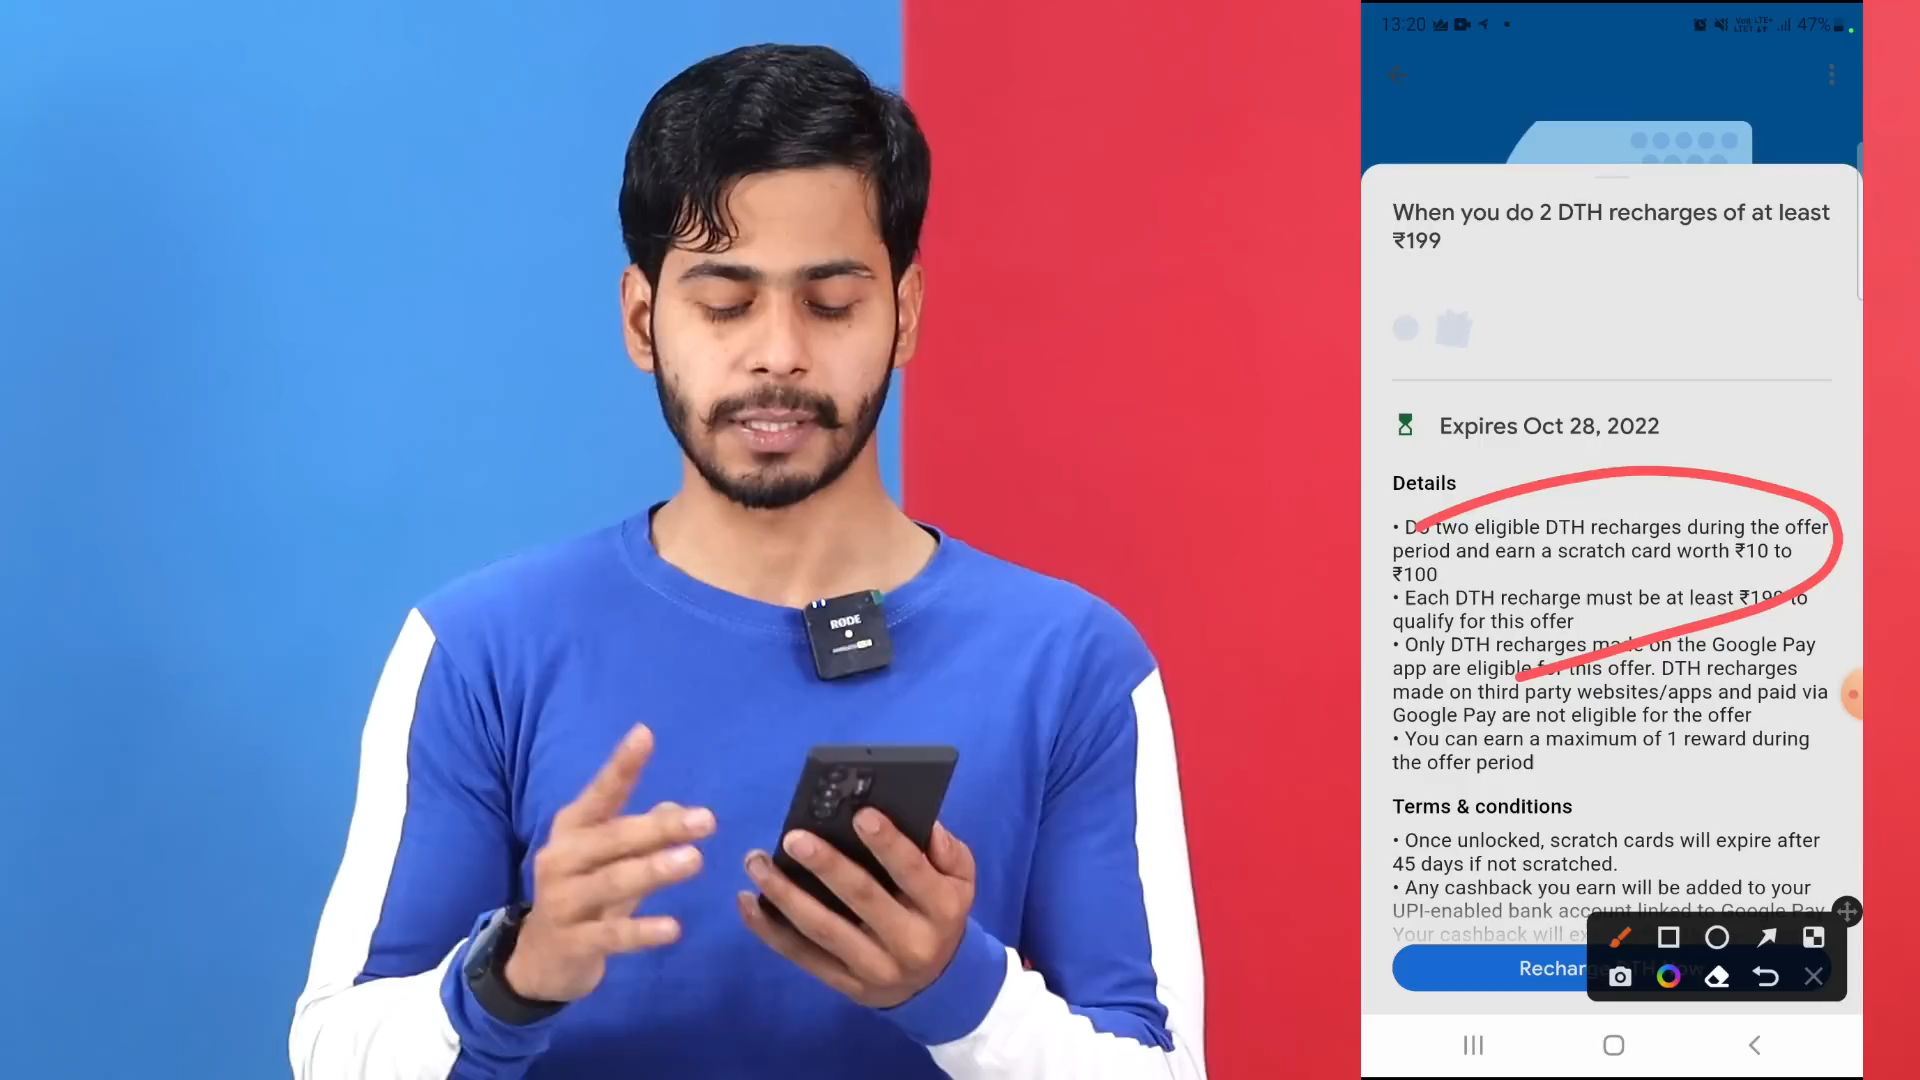 13:20
47%
When you do 2 DTH recharges of at least
₹199
Expires Oct 28, 2022
Details
• Do two eligible DTH recharges during the offer
period and earn a scratch card worth ₹10 to
₹100
• Each DTH recharge must be at least ₹199 to
qualify for this offer
• Only DTH recharges made on the Google Pay
app are eligible for this offer. DTH recharges
made on third party websites/apps and paid via
Google Pay are not eligible for the offer
• You can earn a maximum of 1 reward during
the offer period
Terms & conditions
• Once unlocked, scratch cards will expire after
45 days if not scratched.
• Any cashback you earn will be added to your
UPI-enabled bank account linked to Google Pay
Your cashback will
Recharge DTH Now
RØDE